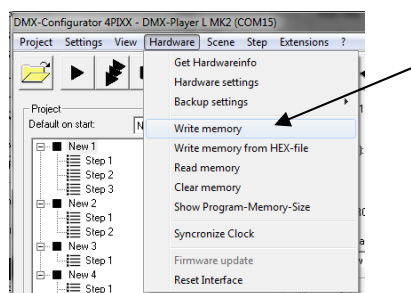 DMX-Configurator 4PIXX - DMX-Player L MK2 (COM15)
Project Settings View Hardware Scene Step Extensions ?
Get Hardwareinfo
Hardware settings
Backup settings
Write memory
Write memory from HEX-file
Read memory
Clear memory
Show Program-Memory-Size
Syncronize Clock
Firmware update
Reset Interface
Project
Default on start: N
New 1
Step 1
Step 2
Step 3
New 2
Step 1
Step 2
New 3
Step 1
New 4
Step 1